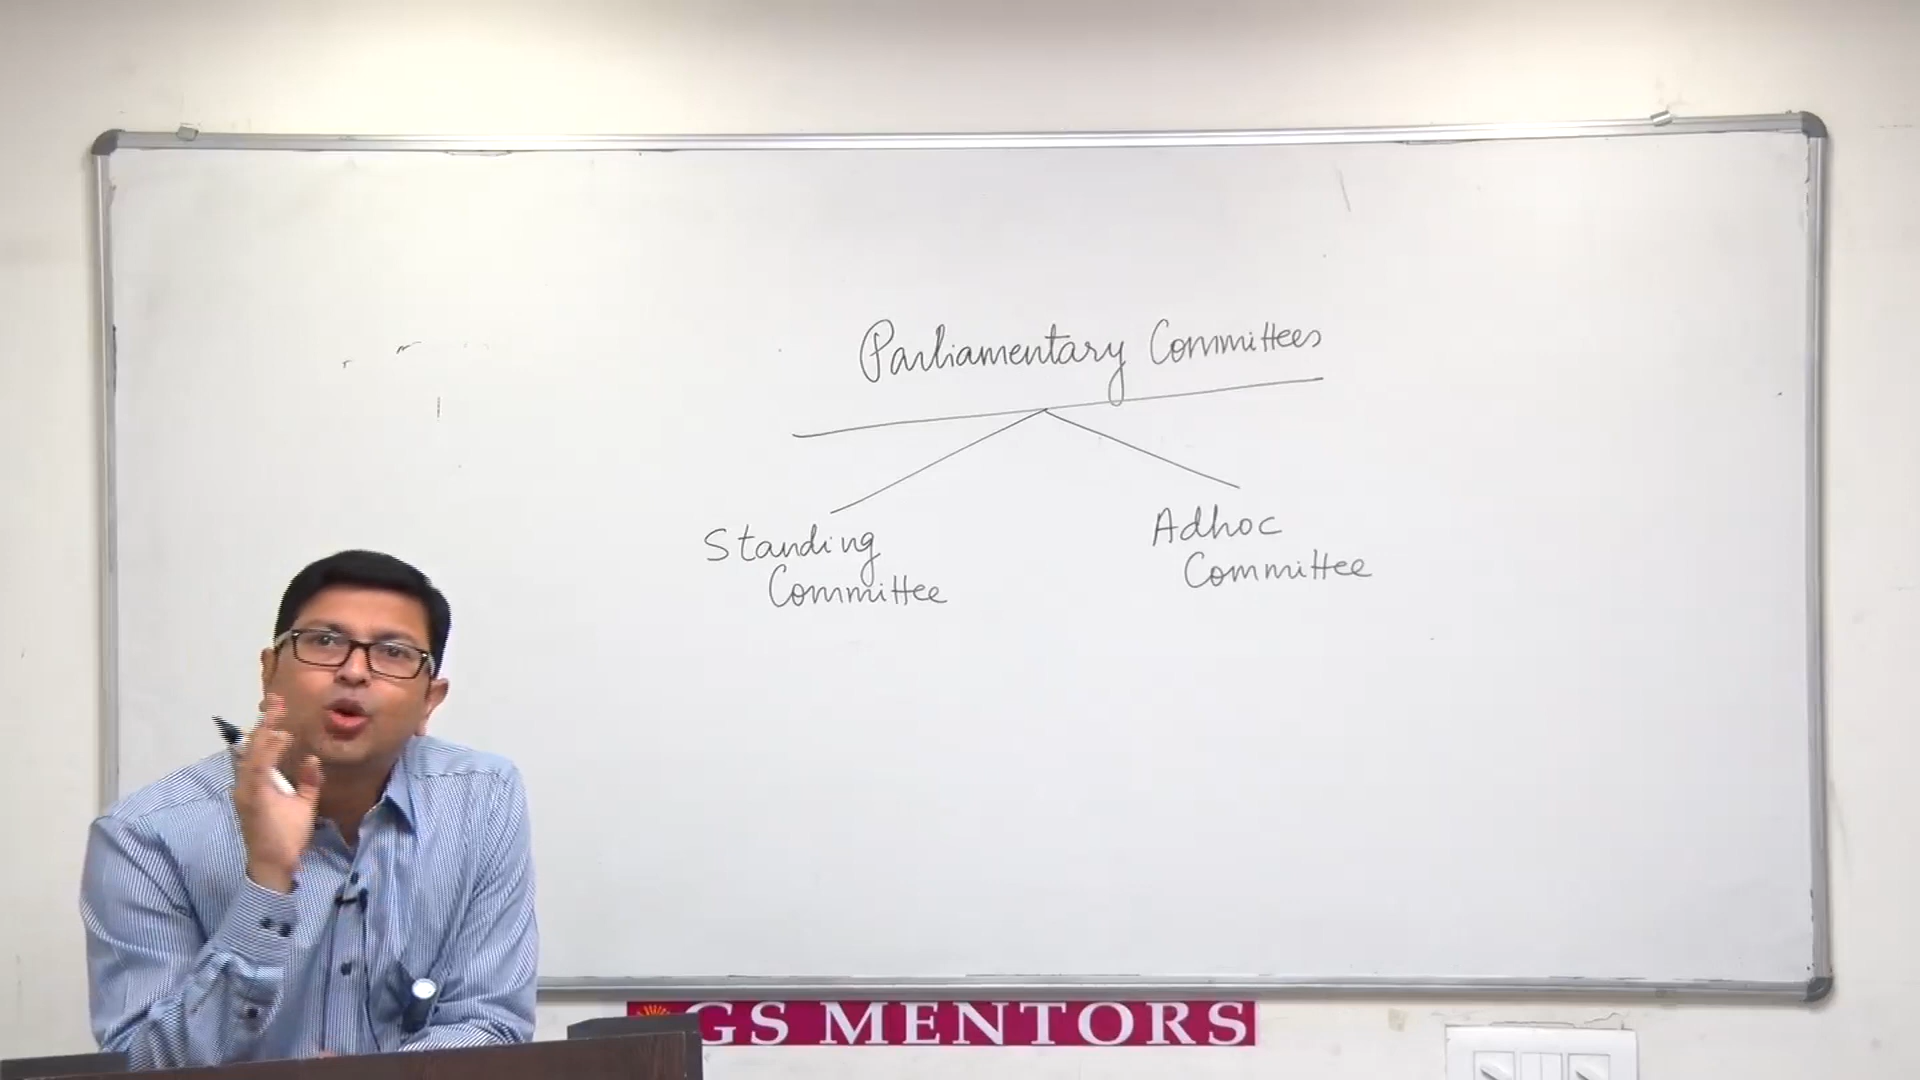 Parliamentary Committees
Standing
Committee
Adhoc
Committee
GS MENTORS